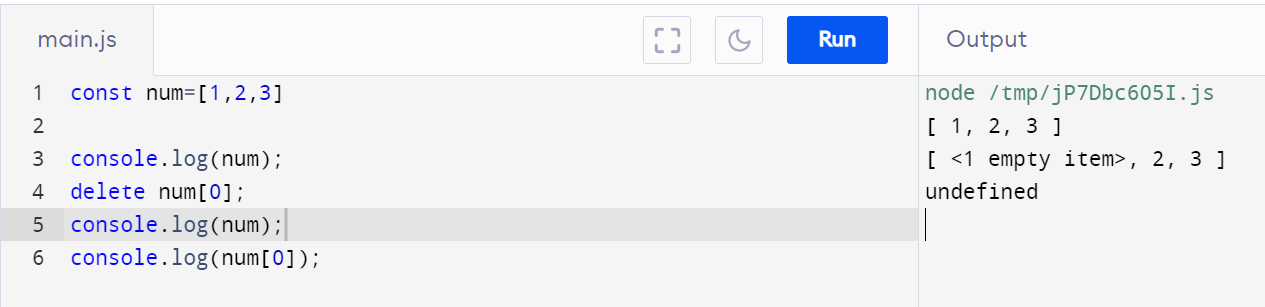 main.js
Run
Output
1 const num=[1,2,3]
2
3 console.log(num);
4 delete num[0];
5 console.log(num);
6 console.log(num[0]);
node /tmp/jP7Dbc6O5I.js
[ 1, 2, 3 ]
[ <1 empty item>, 2, 3 ]
undefined